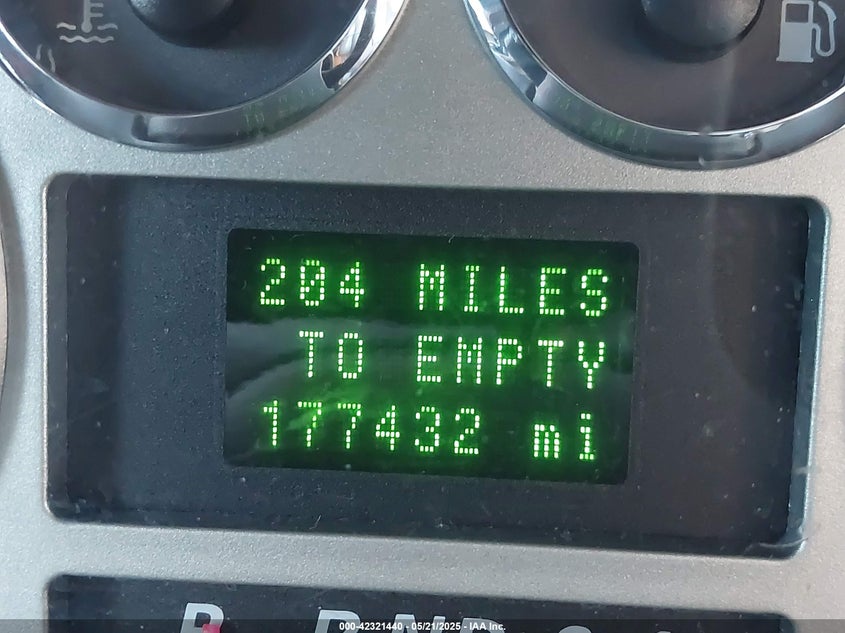 204 MILES
TO EMPTY
177432 mi
000-42321440 - 05/21/2025 - IAA Inc.